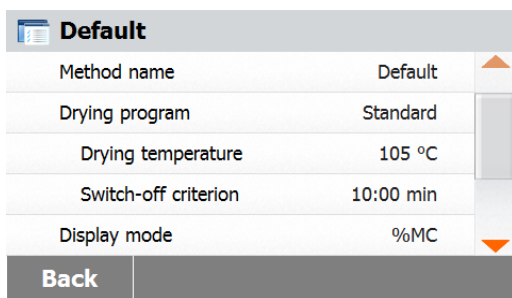 Default
Method name Default
Drying program Standard
Drying temperature 105 ºC
Switch-off criterion 10:00 min
Display mode %MC
Back